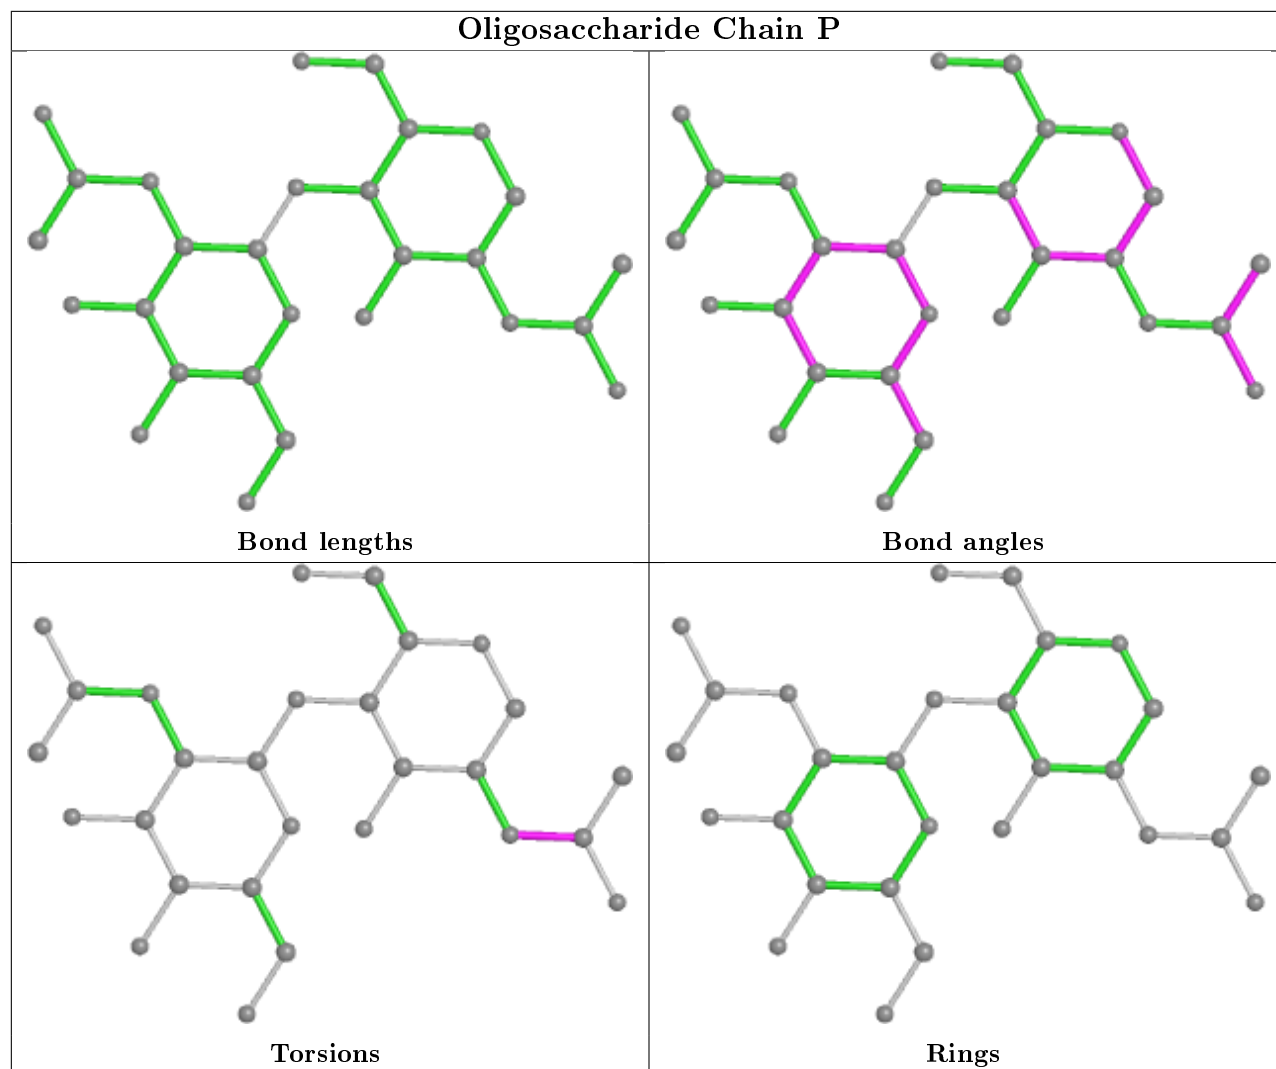 Oligosaccharide Chain P
Bond lengths
Bond angles
Torsions
Rings